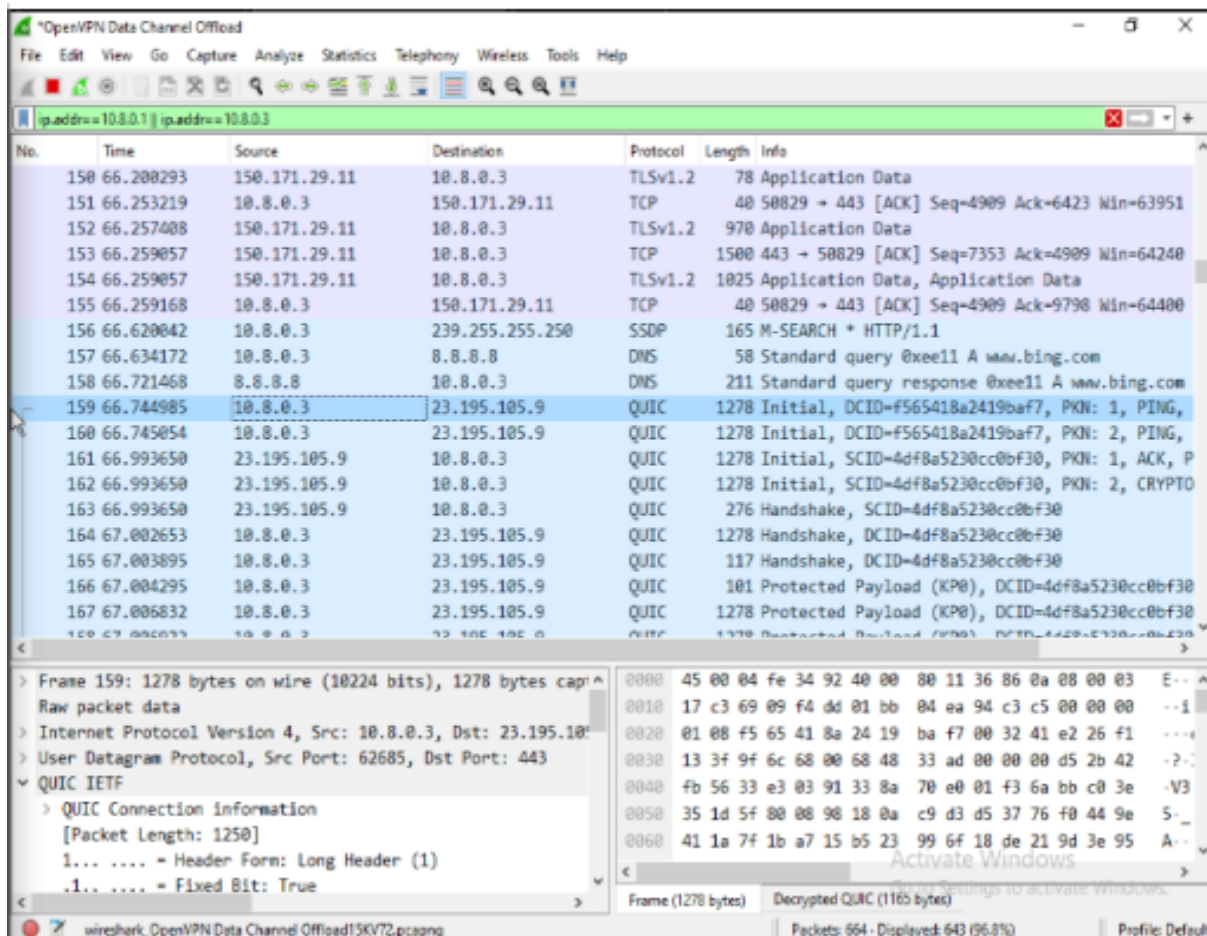 *OpenVPN Data Channel Offload
File Edit View Go Capture Analyze Statistics Telephony Wireless Tools Help
ip.addr==10.8.0.1 || ip.addr==10.8.0.3
No. Time Source Destination Protocol Length Info
150 66.200293 150.171.29.11 10.8.0.3 TLSv1.2 78 Application Data
151 66.253219 10.8.0.3 150.171.29.11 TCP 40 50829 → 443 [ACK] Seq=4909 Ack=6423 Win=63951
152 66.257408 150.171.29.11 10.8.0.3 TLSv1.2 970 Application Data
153 66.259057 150.171.29.11 10.8.0.3 TCP 1500 443 → 50829 [ACK] Seq=7353 Ack=4909 Win=64240
154 66.259057 150.171.29.11 10.8.0.3 TLSv1.2 1025 Application Data, Application Data
155 66.259168 10.8.0.3 150.171.29.11 TCP 40 50829 → 443 [ACK] Seq=4909 Ack=9798 Win=64400
156 66.620042 10.8.0.3 239.255.255.250 SSDP 165 M-SEARCH * HTTP/1.1
157 66.634172 10.8.0.3 8.8.8.8 DNS 58 Standard query 0xee11 A www.bing.com
158 66.721468 8.8.8.8 10.8.0.3 DNS 211 Standard query response 0xee11 A www.bing.com
159 66.744985 10.8.0.3 23.195.105.9 QUIC 1278 Initial, DCID=f565418a2419baf7, PKN: 1, PING,
160 66.745054 10.8.0.3 23.195.105.9 QUIC 1278 Initial, DCID=f565418a2419baf7, PKN: 2, PING,
161 66.993650 23.195.105.9 10.8.0.3 QUIC 1278 Initial, SCID=4df8a5230cc0bf30, PKN: 1, ACK, P
162 66.993650 23.195.105.9 10.8.0.3 QUIC 1278 Initial, SCID=4df8a5230cc0bf30, PKN: 2, CRYPTO
163 66.993650 23.195.105.9 10.8.0.3 QUIC 276 Handshake, SCID=4df8a5230cc0bf30
164 67.002653 10.8.0.3 23.195.105.9 QUIC 1278 Handshake, DCID=4df8a5230cc0bf30
165 67.003895 10.8.0.3 23.195.105.9 QUIC 117 Handshake, DCID=4df8a5230cc0bf30
166 67.004295 10.8.0.3 23.195.105.9 QUIC 101 Protected Payload (KP0), DCID=4df8a5230cc0bf30
167 67.006832 10.8.0.3 23.195.105.9 QUIC 1278 Protected Payload (KP0), DCID=4df8a5230cc0bf30
Frame 159: 1278 bytes on wire (10224 bits), 1278 bytes capt
Raw packet data
Internet Protocol Version 4, Src: 10.8.0.3, Dst: 23.195.10
User Datagram Protocol, Src Port: 62685, Dst Port: 443
QUIC IETF
QUIC Connection information
[Packet Length: 1250]
1... .... = Header Form: Long Header (1)
.1.. .... = Fixed Bit: True
0000 45 00 04 fe 34 92 40 00 80 11 36 86 0a 08 00 03 E··
0010 17 c3 69 09 f4 dd 01 bb 04 ea 94 c3 c5 00 00 00 ··i
0020 01 08 f5 65 41 8a 24 19 ba f7 00 32 41 e2 26 f1
0030 13 3f 9f 6c 68 00 68 48 33 ad 00 00 00 d5 2b 42 ·?·
0040 fb 56 33 e3 03 91 33 8a 70 e0 01 f3 6a bb c0 3e ·V3
0050 35 1d 5f 80 08 98 18 0a c9 d3 d5 37 76 f0 44 9e 5·_
0060 41 1a 7f 1b a7 15 b5 23 99 6f 18 de 21 9d 3e 95 A··
Activate Windows
Go to Settings to activate Windows.
Frame (1278 bytes) Decrypted QUIC (1165 bytes)
wireshark_OpenVPN Data Channel Offload15KV72.pcapng Packets: 664 · Displayed: 643 (96.8%) Profile: Default